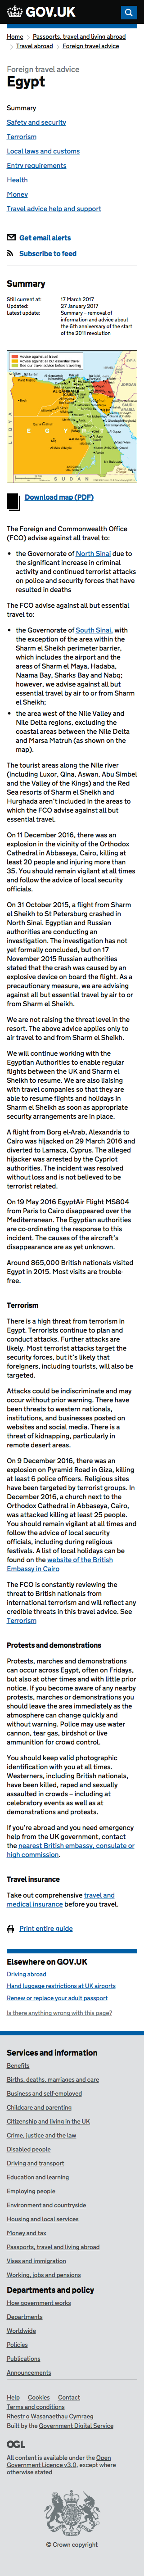 GOV.UK
Home > Passports, travel and living abroad
> Travel abroad > Foreign travel advice
Foreign travel advice
Egypt
Summary
Safety and security
Terrorism
Local laws and customs
Entry requirements
Health
Money
Travel advice help and support
Get email alerts
Subscribe to feed
Summary
Still current at: 17 March 2017
Updated: 27 January 2017
Latest update: Summary – removal of
information and advice about
the 6th anniversary of the start
of the 2011 revolution
Advise against all travel
Advise against all but essential travel
See our travel advice before travelling
E G Y P T
S U D A N
Download map (PDF)
The Foreign and Commonwealth Office
(FCO) advise against all travel to:
• the Governorate of North Sinai due to
the significant increase in criminal
activity and continued terrorist attacks
on police and security forces that have
resulted in deaths
The FCO advise against all but essential
travel to:
• the Governorate of South Sinai, with
the exception of the area within the
Sharm el Sheikh perimeter barrier,
which includes the airport and the
areas of Sharm el Maya, Hadaba,
Naama Bay, Sharks Bay and Nabq;
However, we advise against all but
essential travel by air to or from Sharm
el Sheikh;
• the area west of the Nile Valley and
Nile Delta regions, excluding the
coastal areas between the Nile Delta
and Marsa Matruh (as shown on the
map).
The tourist areas along the Nile river
(including Luxor, Qina, Aswan, Abu Simbel
and the Valley of the Kings) and the Red
Sea resorts of Sharm el Sheikh and
Hurghada aren't included in the areas to
which the FCO advise against all but
essential travel.
On 11 December 2016, there was an
explosion in the vicinity of the Orthodox
Cathedral in Abbaseya, Cairo, killing at
least 20 people and injuring more than
35. You should remain vigilant at all times
and follow the advice of local security
officials.
On 31 October 2015, a flight from Sharm
el Sheikh to St Petersburg crashed in
North Sinai. Egyptian and Russian
authorities are conducting an
investigation. The investigation has not
yet formally concluded, but on 17
November 2015 Russian authorities
stated that the crash was caused by an
explosive device on board the flight. As a
precautionary measure, we are advising
against all but essential travel by air to or
from Sharm el Sheikh.
We are not raising the threat level in the
resort. The above advice applies only to
air travel to and from Sharm el Sheikh.
We will continue working with the
Egyptian Authorities to enable regular
flights between the UK and Sharm el
Sheikh to resume. We are also liaising
with travel companies so that they are
able to resume flights and holidays in
Sharm el Sheikh as soon as appropriate
arrangements are in place.
A flight from Borg el-Arab, Alexandria to
Cairo was hijacked on 29 March 2016 and
diverted to Larnaca, Cyprus. The alleged
hijacker was arrested by the Cypriot
authorities. The incident was resolved
without loss of life. The incident is not
believed to have been terrorist related.
On 19 May 2016 EgyptAir Flight MS804
from Paris to Cairo disappeared over the
Mediterranean. The Egyptian authorities
are co-ordinating the response to this
incident. The causes of the aircraft's
disappearance are as yet unknown.
Around 865,000 British nationals visited
Egypt in 2015. Most visits are trouble-
free.
Terrorism
There is a high threat from terrorism in
Egypt. Terrorists continue to plan and
conduct attacks. Further attacks are
likely. Most terrorist attacks target the
security forces, but it's likely that
foreigners, including tourists, will also be
targeted.
Attacks could be indiscriminate and may
occur without prior warning. There have
been threats to western nationals,
institutions, and businesses posted on
websites and social media. There is a
threat of kidnapping, particularly in
remote desert areas.
On 9 December 2016, there was an
explosion on Pyramid Road in Giza, killing
at least 6 police officers. Religious sites
have been targeted by terrorist groups. In
December 2016, a church next to the
Orthodox Cathedral in Abbaseya, Cairo,
was attacked killing at least 25 people.
You should remain vigilant at all times
and follow the advice of local security
officials, including during religious
festivals. A list of local holidays can be
found on the website of the British
Embassy in Cairo
The FCO is constantly reviewing the
threat to British nationals from
International terrorism and will respond to
credible threats in this travel advice. See
Terrorism
Protests and demonstrations
Protests, marches and demonstrations
can occur across Egypt, often on Fridays,
but also at other times, and with little prior
notice. If you become aware of any nearby
protests, marches or demonstrations you
should move away immediately as the
atmosphere could change quickly and
without warning. Police may use water
cannon, tear gas, birdshot or live
ammunition for crowd control.
You should keep valid photographic
identification with you at all times.
Westerners, including British nationals,
have been killed, raped and sexually
assaulted in crowds – including at
celebratory events and at
demonstrations.
If you're abroad and you need emergency
help from the UK government, contact
the nearest British embassy, consulate or
high commission.
Travel insurance
Take out comprehensive travel and
medical insurance before you travel.
Print entire guide
Elsewhere on GOV.UK
Driving abroad
Hand luggage restrictions at UK airports
Renew or replace your adult passport
Is there anything wrong with this page?
Services and information
Benefits
Births, deaths, marriages and care
Business and self-employed
Childcare and parenting
Citizenship and living in the UK
Crime, justice and the law
Disabled people
Driving and transport
Education and learning
Employing people
Environment and countryside
Housing and local services
Money and tax
Passports, travel and living abroad
Visas and immigration
Working, jobs and pensions
Departments and policy
How government works
Departments
Worldwide
Policies
Publications
Announcements
Help Cookies Contact
Terms and conditions
Rhestr o Wasanaethau Cymraeg
Built by the Government Digital Service
OGL
All content is available under the Open
Government Licence v3.0, except where
otherwise stated
© Crown copyright